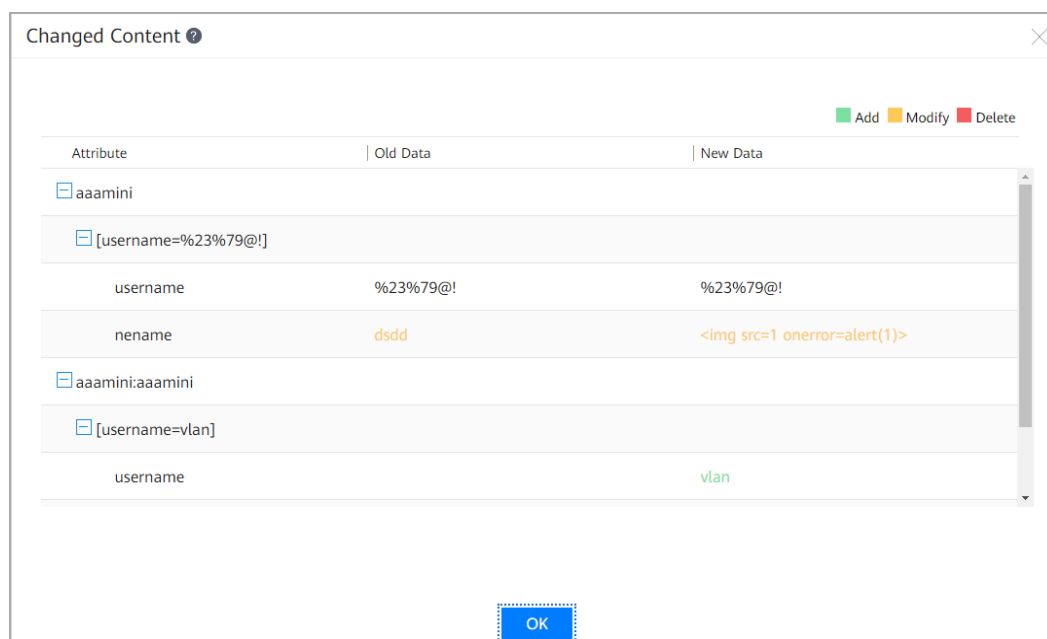 Changed Content ?
Add Modify Delete
Attribute Old Data New Data
aaamini
[username=%23%79@!]
username %23%79@! %23%79@!
nename dsdd <img src=1 onerror=alert(1)>
aaamini:aaamini
[username=vlan]
username vlan
OK